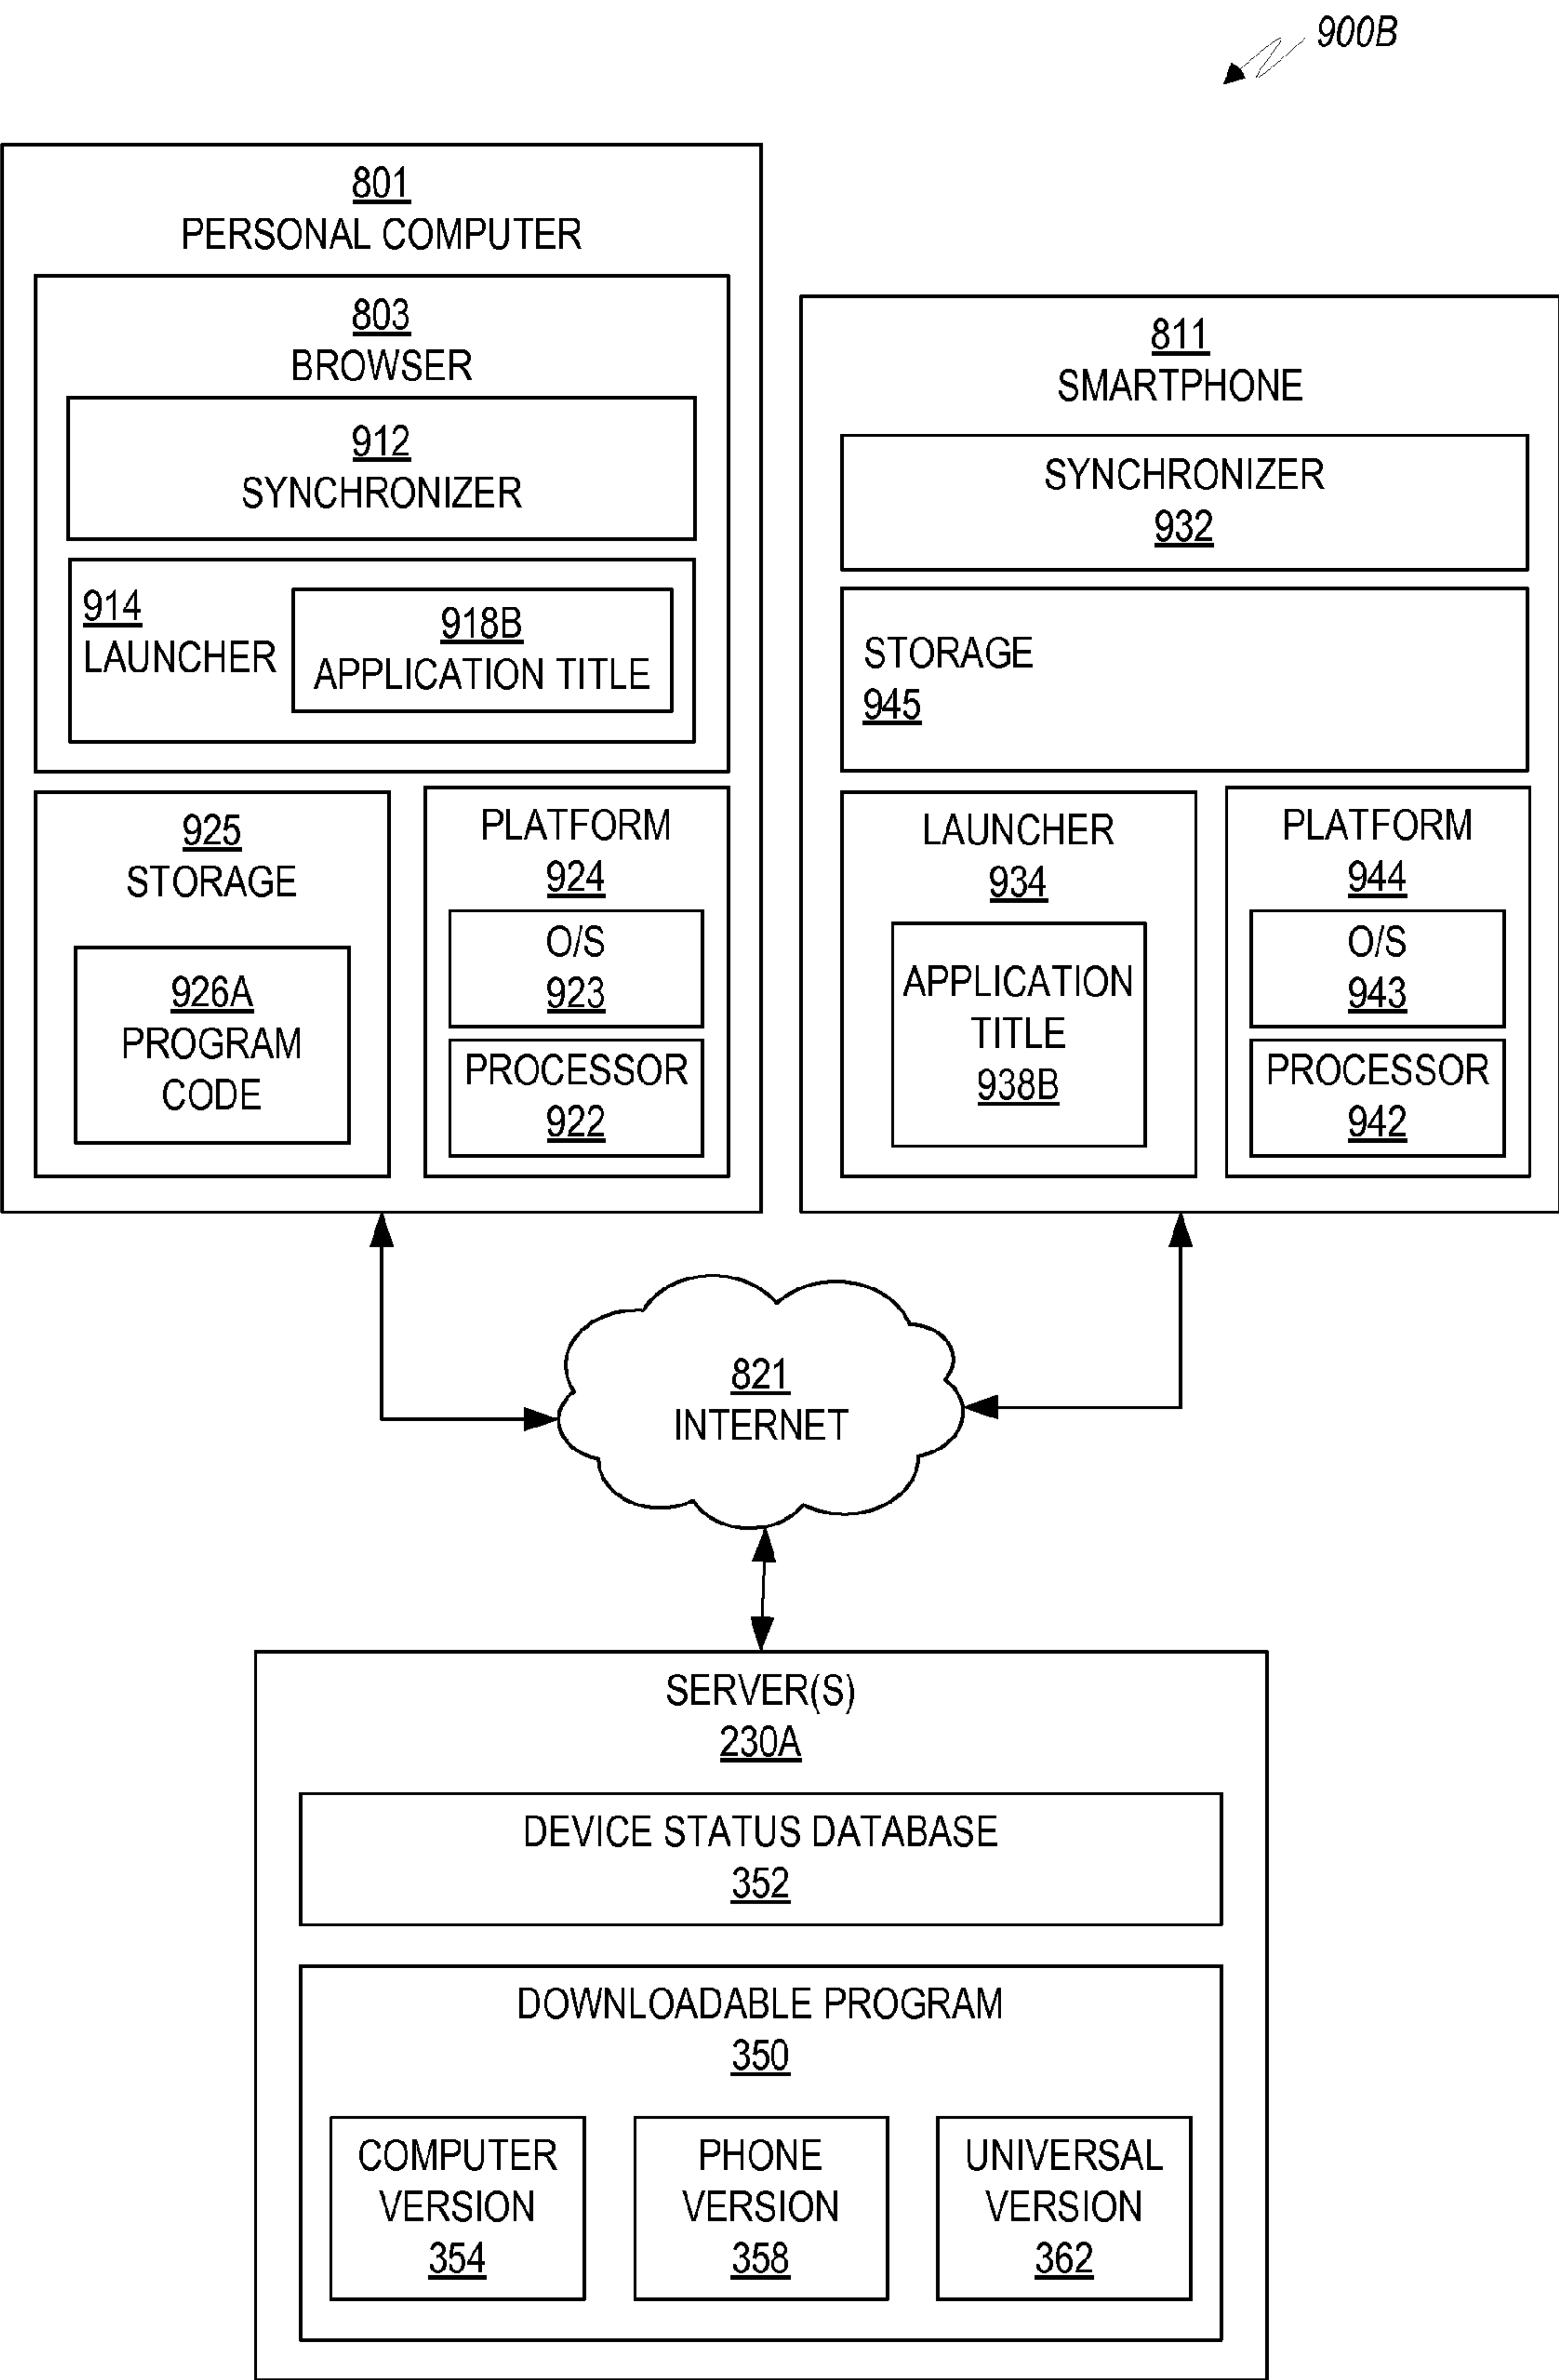 900B
801
PERSONAL COMPUTER
803
BROWSER
912
SYNCHRONIZER
914
LAUNCHER
918B
APPLICATION TITLE
925
STORAGE
926A
PROGRAM
CODE
PLATFORM
924
O/S
923
PROCESSOR
922
811
SMARTPHONE
SYNCHRONIZER
932
STORAGE
945
LAUNCHER
934
APPLICATION
TITLE
938B
PLATFORM
944
O/S
943
PROCESSOR
942
821
INTERNET
SERVER(S)
230A
DEVICE STATUS DATABASE
352
DOWNLOADABLE PROGRAM
350
COMPUTER
VERSION
354
PHONE
VERSION
358
UNIVERSAL
VERSION
362